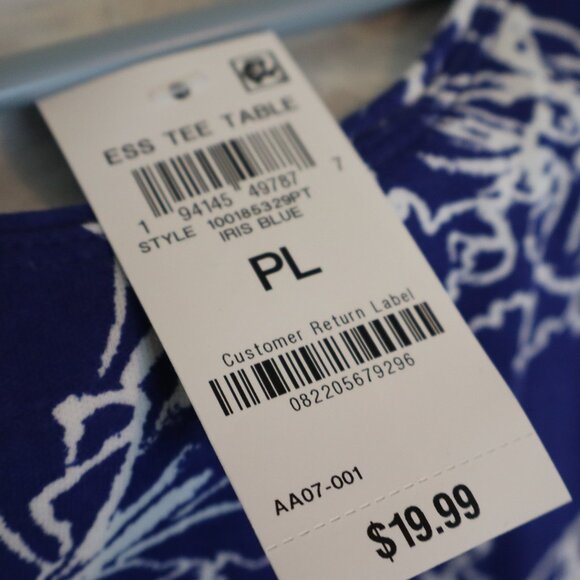 ESS TEE TABLE
1 94145 49787 7
STYLE 100185329PT
IRIS BLUE
PL
Customer Return Label
082205679296
AA07-001
$19.99